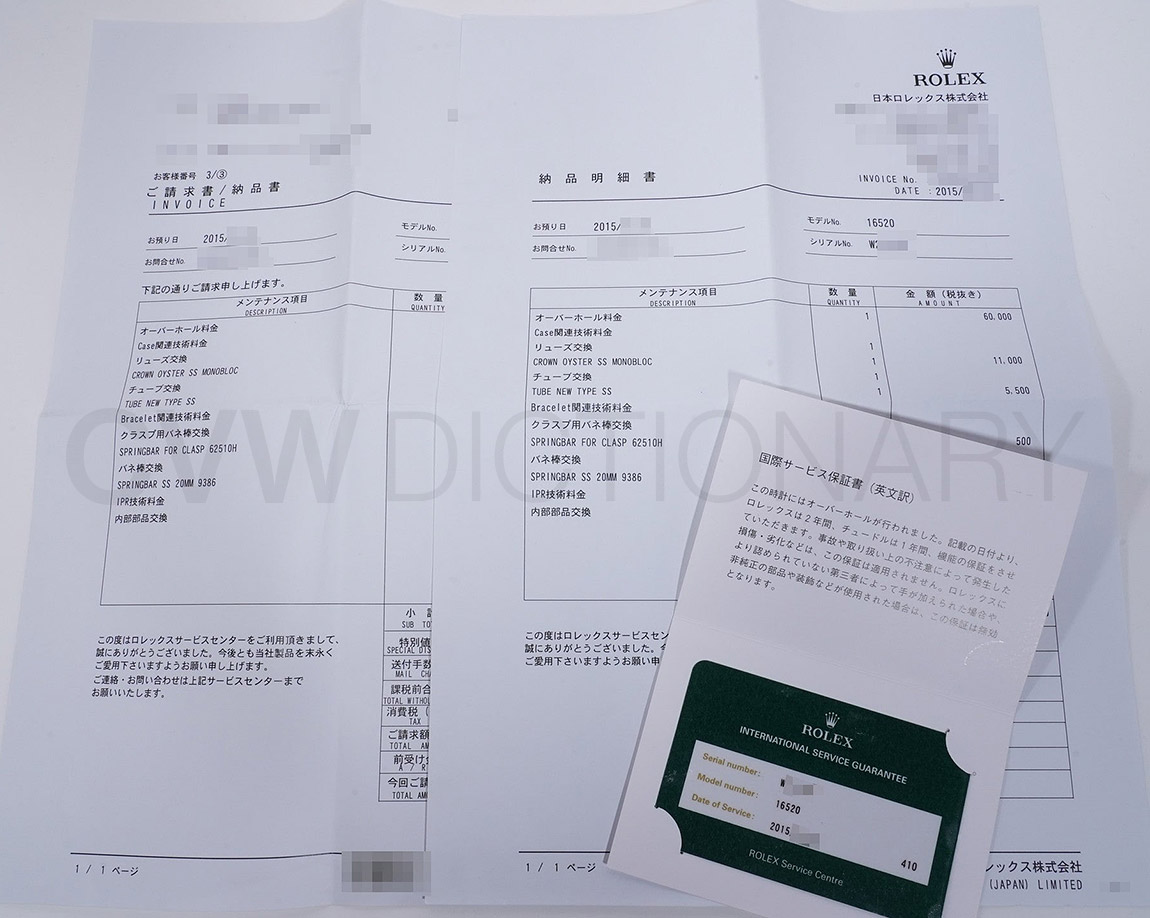 お客様番号 3/③
ご請求書/納品書
INVOICE
お預り日 2015/
お問合せNo.
モデルNo.
シリアルNo.
下記の通りご請求申し上げます。
メンテナンス項目
DESCRIPTION
数 量
QUANTITY
オーバーホール料金
Case関連技術料金
リューズ交換
CROWN OYSTER SS MONOBLOC
チューブ交換
TUBE NEW TYPE SS
Bracelet関連技術料金
クラスプ用バネ棒交換
SPRINGBAR FOR CLASP 62510H
バネ棒交換
SPRINGBAR SS 20MM 9386
IPR技術料金
内部部品交換
小
SUB TO
特別値
SPECIAL DIS
送付手数
MAIL CHA
課税前合
TOTAL WITHOU
消費税 (
TAX
ご請求額
TOTAL AM
前受け
A / R
今回ご請
TOTAL AM
この度はロレックスサービスセンターをご利用頂きまして、
誠にありがとうございました。今後とも当社製品を末永く
ご愛用下さいますようお願い申し上げます。
ご連絡・お問い合わせは上記サービスセンターまで
お願いいたします。
1 / 1 ページ
ROLEX
日本ロレックス株式会社
納品明細書
INVOICE No.
DATE : 2015/
お預り日 2015/
お問合せNo.
モデルNo. 16520
シリアルNo. W2
メンテナンス項目
DESCRIPTION
数 量
QUANTITY
金 額 (税抜き)
AMOUNT
オーバーホール料金 1 60,000
Case関連技術料金
リューズ交換 1
CROWN OYSTER SS MONOBLOC 1 11,000
チューブ交換 1
TUBE NEW TYPE SS 1 5,500
Bracelet関連技術料金
クラスプ用バネ棒交換
SPRINGBAR FOR CLASP 62510H 500
バネ棒交換
SPRINGBAR SS 20MM 9386
IPR技術料金
内部部品交換
この度はロレックスサービスセン
誠にありがとうございました。
ご愛用下さいますようお願い申
1 / 1 ページ
レックス株式会社
(JAPAN) LIMITED
国際サービス保証書（英文訳）
この時計にはオーバーホールが行われました。記載の日付より、
ロレックスは2年間、チュードルは1年間、機能の保証をさせ
ていただきます。事故や取り扱い上の不注意によって発生した
損傷・劣化などは、この保証は適用されません。ロレックスに
より認められていない第三者によって手が加えられた場合や、
非純正の部品や装飾などが使用された場合は、この保証は無効
となります。
ROLEX
INTERNATIONAL SERVICE GUARANTEE
Serial number: W
Model number: 16520
Date of Service: 2015
410
ROLEX Service Centre
CVW DICTIONARY